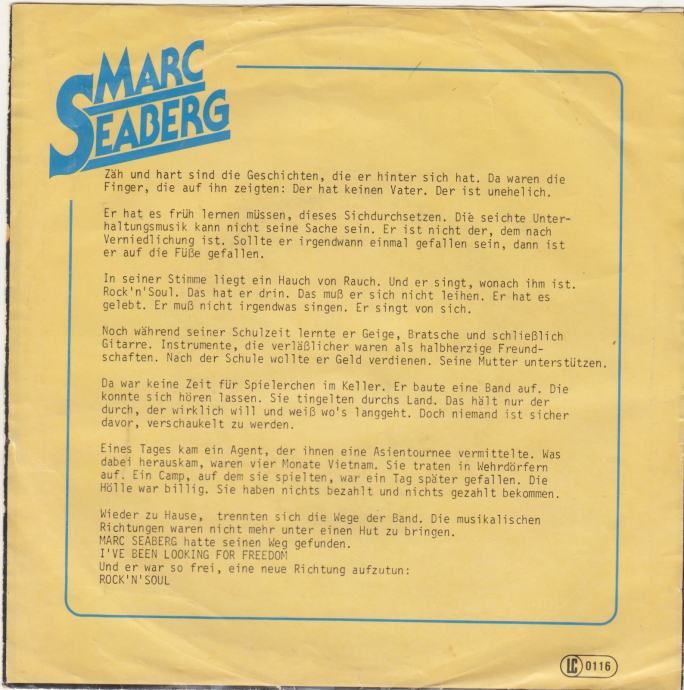 MARC
SEABERG
Zäh und hart sind die Geschichten, die er hinter sich hat. Da waren die
Finger, die auf ihn zeigten: Der hat keinen Vater. Der ist unehelich.
Er hat es früh lernen müssen, dieses Sichdurchsetzen. Die seichte Unter-
haltungsmusik kann nicht seine Sache sein. Er ist nicht der, dem nach
Verniedlichung ist. Sollte er irgendwann einmal gefallen sein, dann ist
er auf die Füße gefallen.
In seiner Stimme liegt ein Hauch von Rauch. Und er singt, wonach ihm ist.
Rock'n'Soul. Das hat er drin. Das muß er sich nicht leihen. Er hat es
gelebt. Er muß nicht irgendwas singen. Er singt von sich.
Noch während seiner Schulzeit lernte er Geige, Bratsche und schließlich
Gitarre. Instrumente, die verläßlicher waren als halbherzige Freund-
schaften. Nach der Schule wollte er Geld verdienen. Seine Mutter unterstützen.
Da war keine Zeit für Spielerchen im Keller. Er baute eine Band auf. Die
konnte sich hören lassen. Sie tingelten durchs Land. Das hält nur der
durch, der wirklich will und weiß wo's langgeht. Doch niemand ist sicher
davor, verschaukelt zu werden.
Eines Tages kam ein Agent, der ihnen eine Asientournee vermittelte. Was
dabei herauskam, waren vier Monate Vietnam. Sie traten in Wehrdörfern
auf. Ein Camp, auf dem sie spielten, war ein Tag später gefallen. Die
Hölle war billig. Sie haben nichts bezahlt und nichts gezahlt bekommen.
Wieder zu Hause, trennten sich die Wege der Band. Die musikalischen
Richtungen waren nicht mehr unter einen Hut zu bringen.
MARC SEABERG hatte seinen Weg gefunden.
I'VE BEEN LOOKING FOR FREEDOM
Und er war so frei, eine neue Richtung aufzutun:
ROCK'N'SOUL
LC 0116